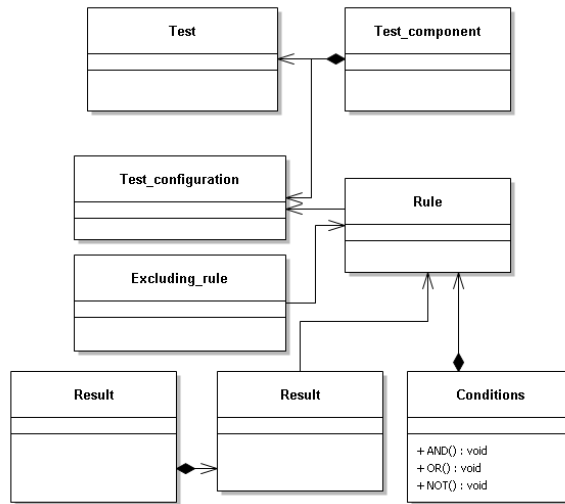 Test
Test_component
Test_configuration
Rule
Excluding_rule
Result
Result
Conditions
+ AND() : void
+ OR() : void
+ NOT() : void